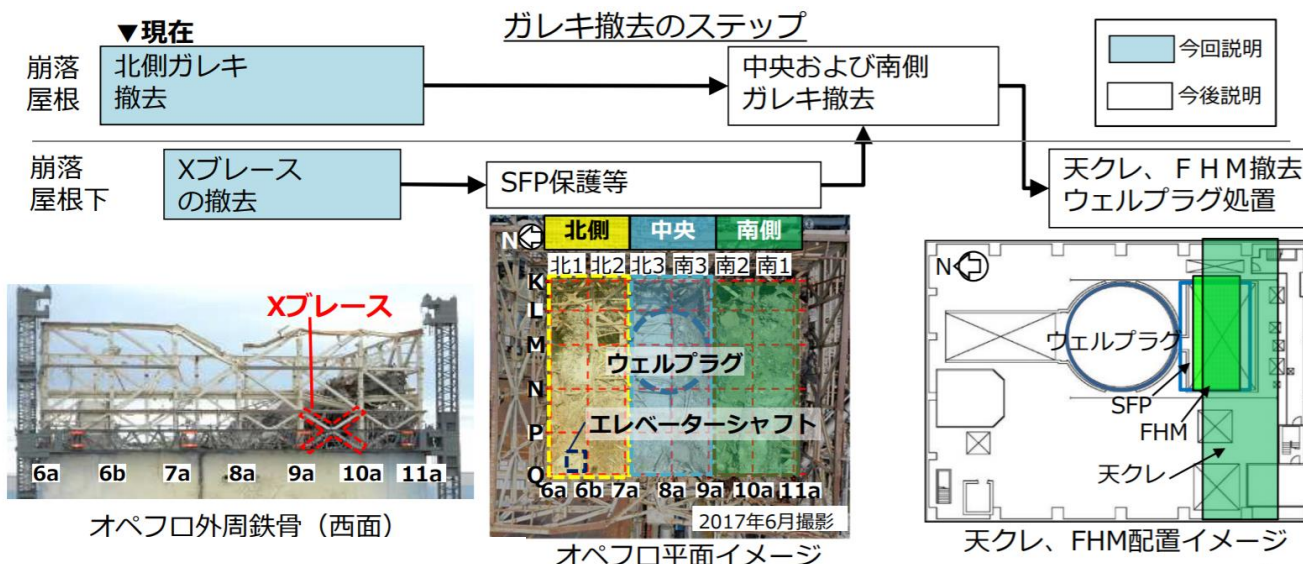 ガレキ撤去のステップ
▼現在
崩落
屋根
北側ガレキ
撤去
中央および南側
ガレキ撤去
今回説明
今後説明
崩落
屋根下
Xブレース
の撤去
SFP保護等
天クレ、ＦＨＭ撤去
ウェルプラグ処置
Xブレース
6a 6b 7a 8a 9a 10a 11a
オペフロ外周鉄骨（西面）
N 北側 中央 南側
北1 北2 北3 南3 南2 南1
K
L
M
N
P
Q
ウェルプラグ
エレベーターシャフト
6a 6b 7a 8a 9a 10a 11a
2017年6月撮影
オペフロ平面イメージ
N
ウェルプラグ
SFP
FHM
天クレ
天クレ、FHM配置イメージ